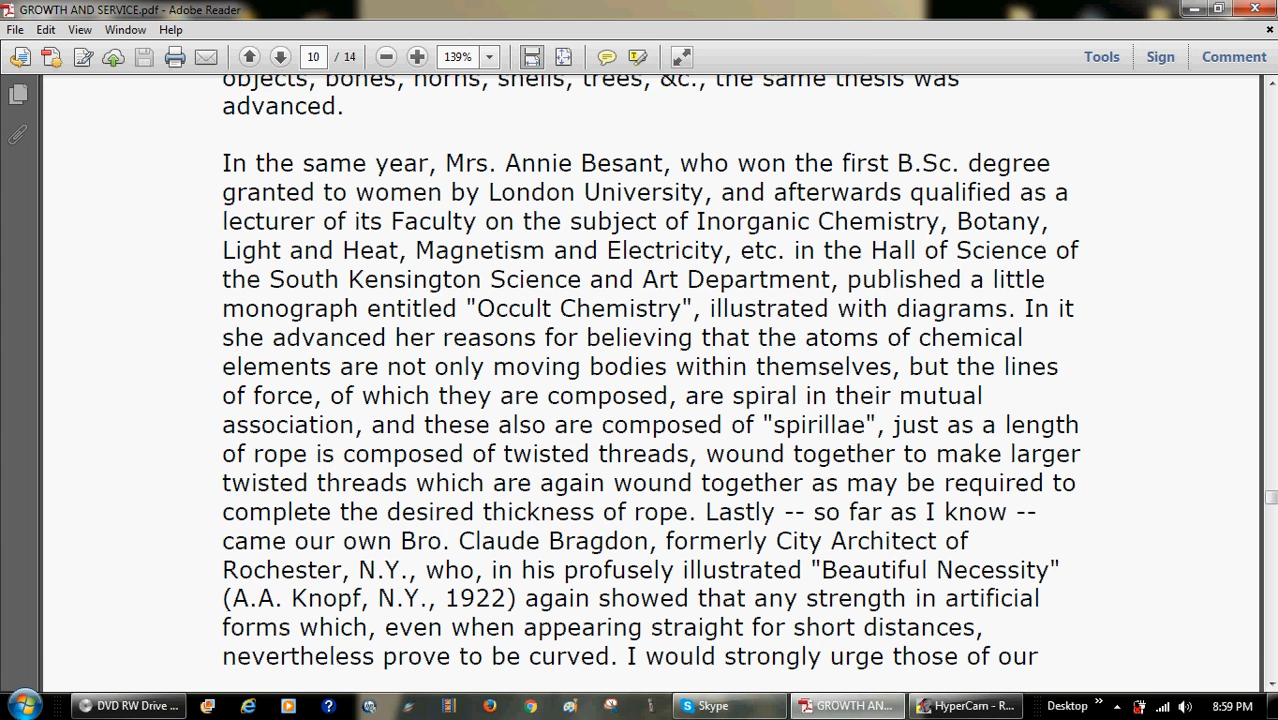 GROWTH AND SERVICE.pdf - Adobe Reader
File Edit View Window Help
10 / 14 139% Tools Sign Comment
objects, bones, horns, shells, trees, &c., the same thesis was
advanced.
In the same year, Mrs. Annie Besant, who won the first B.Sc. degree
granted to women by London University, and afterwards qualified as a
lecturer of its Faculty on the subject of Inorganic Chemistry, Botany,
Light and Heat, Magnetism and Electricity, etc. in the Hall of Science of
the South Kensington Science and Art Department, published a little
monograph entitled "Occult Chemistry", illustrated with diagrams. In it
she advanced her reasons for believing that the atoms of chemical
elements are not only moving bodies within themselves, but the lines
of force, of which they are composed, are spiral in their mutual
association, and these also are composed of "spirillae", just as a length
of rope is composed of twisted threads, wound together to make larger
twisted threads which are again wound together as may be required to
complete the desired thickness of rope. Lastly -- so far as I know --
came our own Bro. Claude Bragdon, formerly City Architect of
Rochester, N.Y., who, in his profusely illustrated "Beautiful Necessity"
(A.A. Knopf, N.Y., 1922) again showed that any strength in artificial
forms which, even when appearing straight for short distances,
nevertheless prove to be curved. I would strongly urge those of our
DVD RW Drive ... Skype GROWTH AN... HyperCam - R... Desktop 8:59 PM